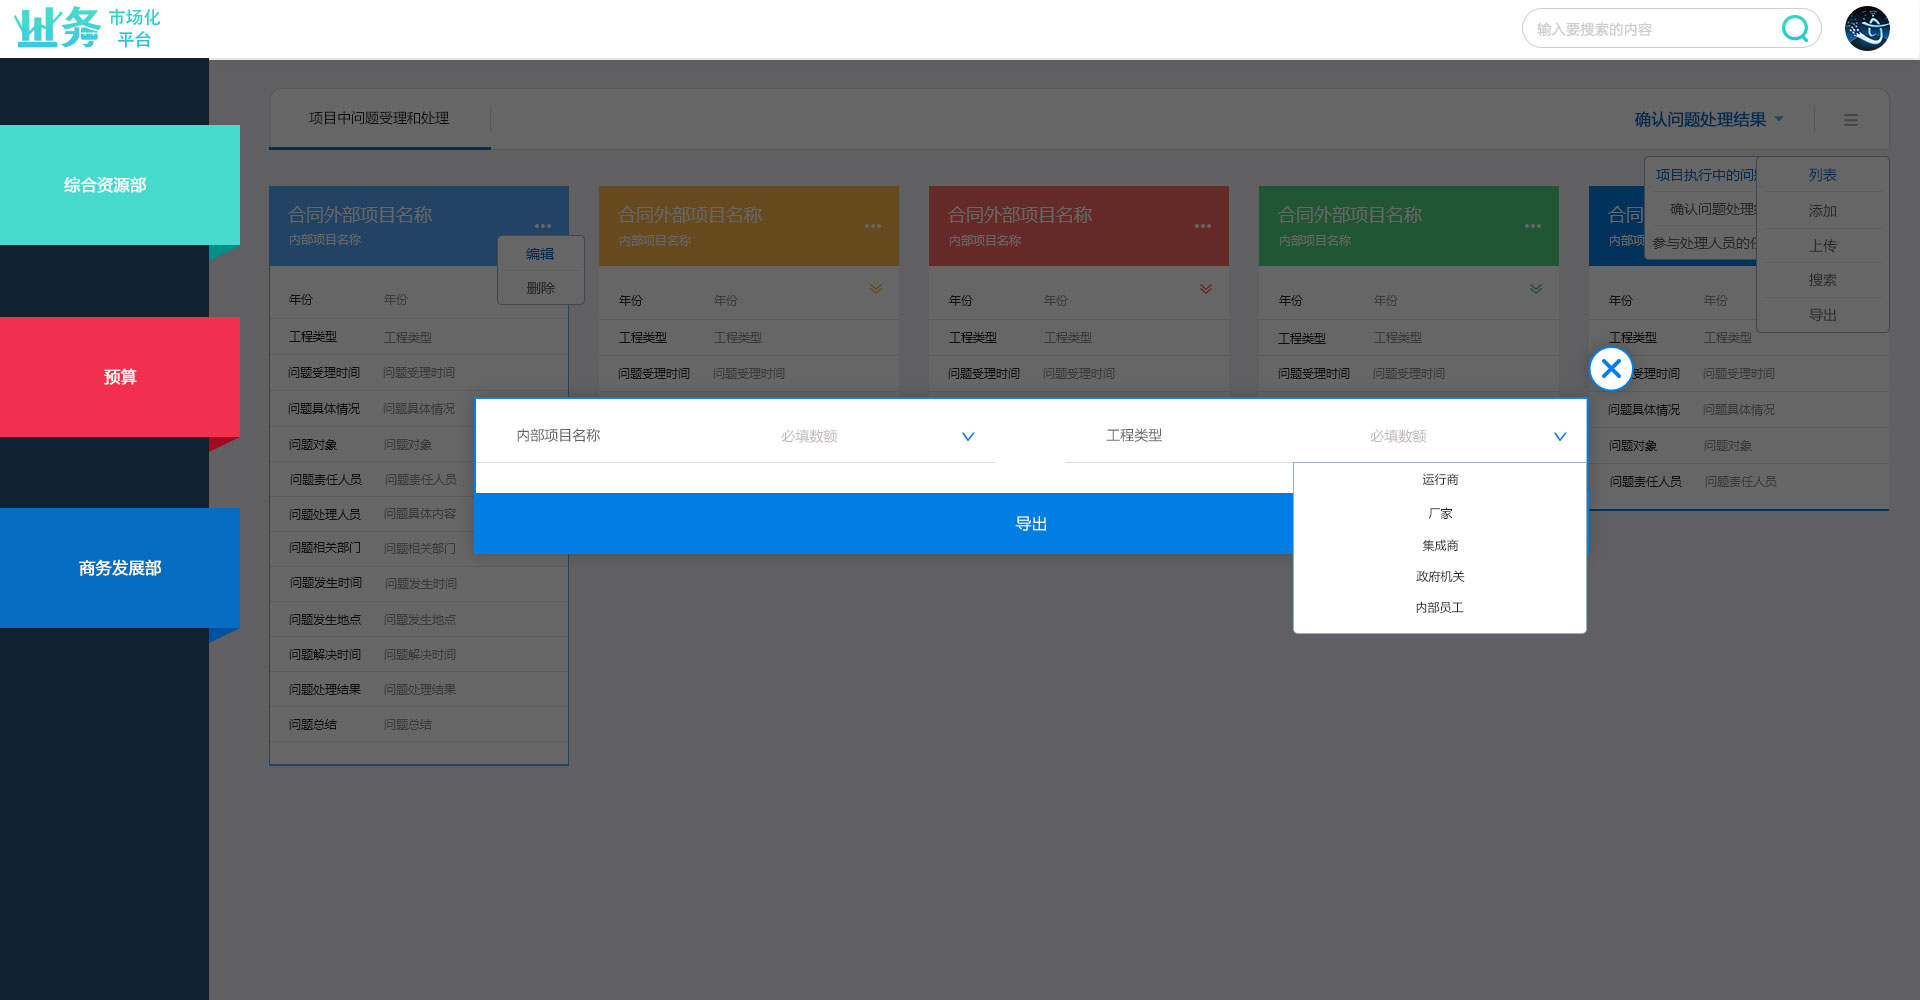 业务
市场化
平台
输入要搜索的内容
综合资源部
预算
商务发展部
项目中问题受理和处理
确认问题处理结果
项目执行中的问
确认问题处理
参与处理人员的
列表
添加
上传
搜索
导出
合同外部项目名称
内部项目名称
编辑
删除
年份 年份
工程类型 工程类型
问题受理时间 问题受理时间
问题具体情况 问题具体情况
问题对象 问题对象
问题责任人员 问题责任人员
问题处理人员 问题具体内容
问题相关部门 问题相关部门
问题发生时间 问题发生时间
问题发生地点 问题发生地点
问题解决时间 问题解决时间
问题处理结果 问题处理结果
问题总结 问题总结
合同外部项目名称
内部项目名称
年份 年份
工程类型 工程类型
问题受理时间 问题受理时间
合同外部项目名称
内部项目名称
年份 年份
工程类型 工程类型
问题受理时间 问题受理时间
合同外部项目名称
内部项目名称
年份 年份
工程类型 工程类型
问题受理时间 问题受理时间
合同
内部项
年份 年份
工程类型 工程类型
受理时间 问题受理时间
问题具体情况 问题具体情况
问题对象 问题对象
问题责任人员 问题责任人员
内部项目名称 必填数额
工程类型 必填数额
运行商
厂家
集成商
政府机关
内部员工
导出